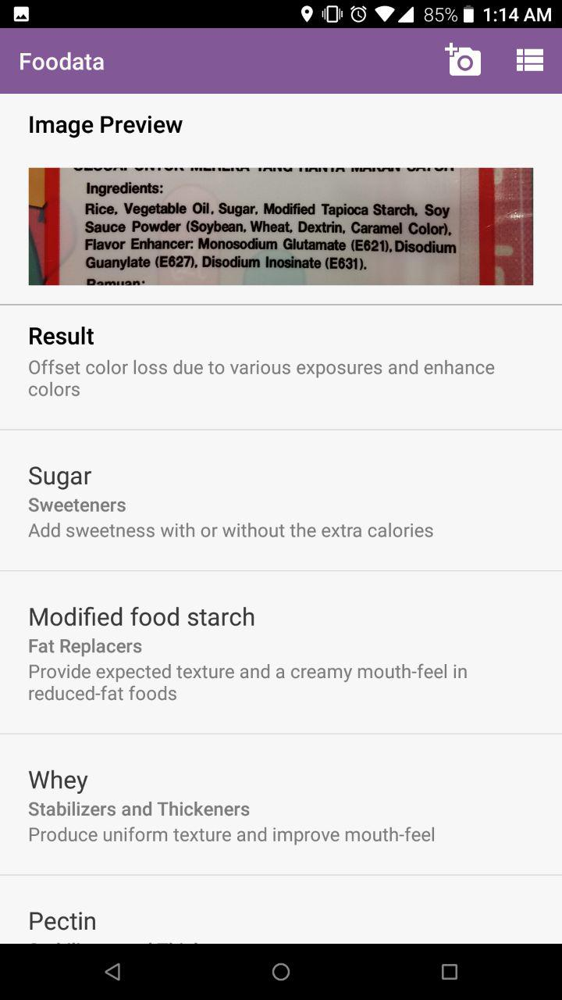 85% 1:14 AM
Foodata
Image Preview
Ingredients:
Rice, Vegetable Oil, Sugar, Modified Tapioca Starch, Soy
Sauce Powder (Soybean, Wheat, Dextrin, Caramel Color),
Flavor Enhancer: Monosodium Glutamate (E621), Disodium
Guanylate (E627), Disodium Inosinate (E631).
Ramuan:
Result
Offset color loss due to various exposures and enhance
colors
Sugar
Sweeteners
Add sweetness with or without the extra calories
Modified food starch
Fat Replacers
Provide expected texture and a creamy mouth-feel in
reduced-fat foods
Whey
Stabilizers and Thickeners
Produce uniform texture and improve mouth-feel
Pectin